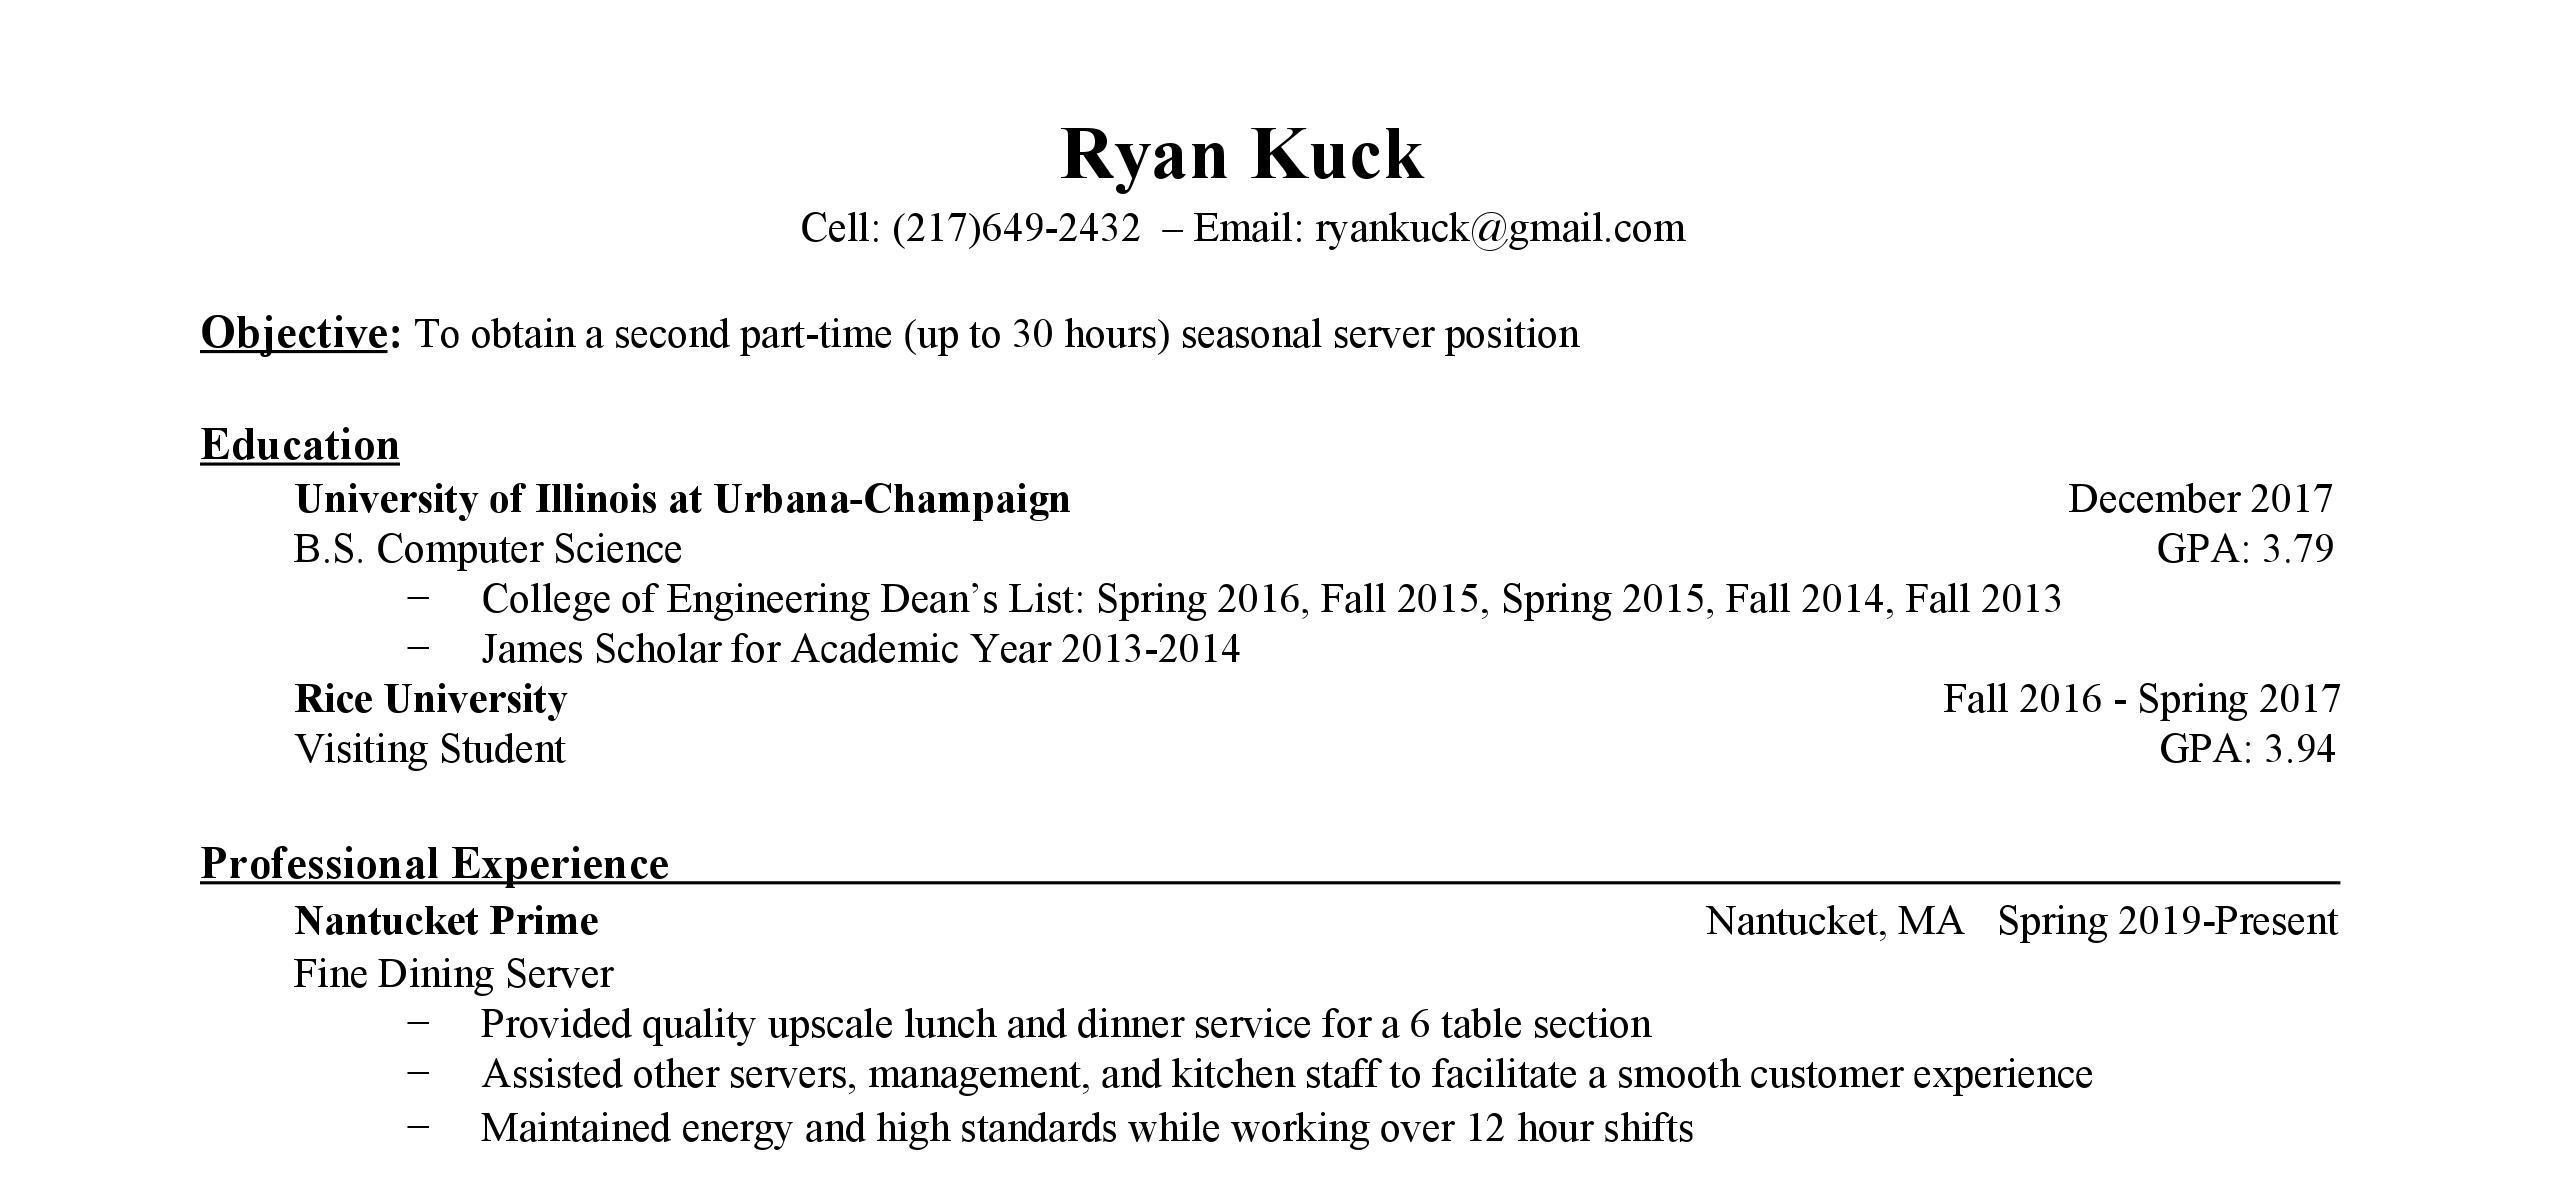 Ryan Kuck
Cell: (217)649-2432 – Email: ryankuck@gmail.com
Objective: To obtain a second part-time (up to 30 hours) seasonal server position
Education
University of Illinois at Urbana-Champaign December 2017
B.S. Computer Science GPA: 3.79
– College of Engineering Dean’s List: Spring 2016, Fall 2015, Spring 2015, Fall 2014, Fall 2013
– James Scholar for Academic Year 2013-2014
Rice University Fall 2016 - Spring 2017
Visiting Student GPA: 3.94
Professional Experience
Nantucket Prime Nantucket, MA Spring 2019-Present
Fine Dining Server
– Provided quality upscale lunch and dinner service for a 6 table section
– Assisted other servers, management, and kitchen staff to facilitate a smooth customer experience
– Maintained energy and high standards while working over 12 hour shifts